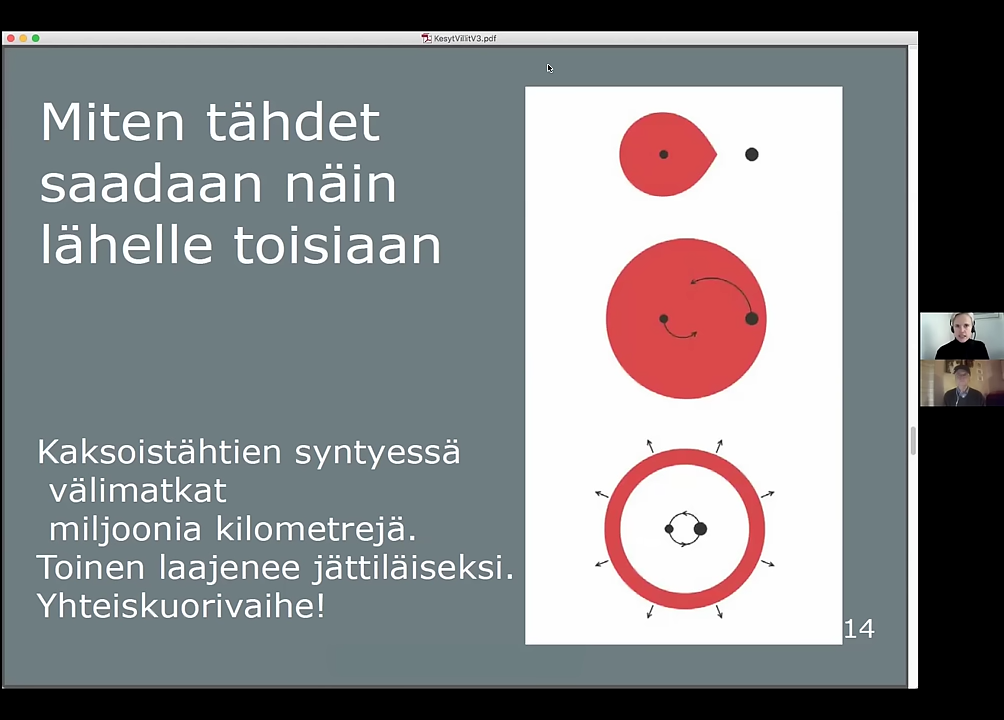 KesytVillitV3.pdf
Miten tähdet
saadaan näin
lähelle toisiaan
Kaksoistähtien syntyessä
välimatkat
miljoonia kilometrejä.
Toinen laajenee jättiläiseksi.
Yhteiskuorivaihe!
14